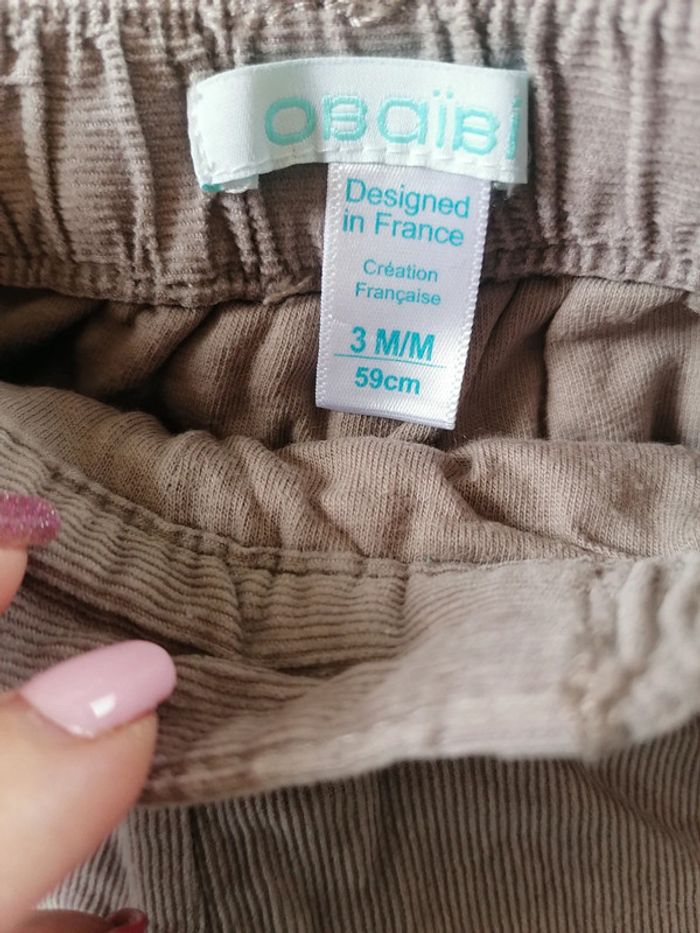 OBaïBi
Designed
in France
Création
Française
3 M/M
59cm